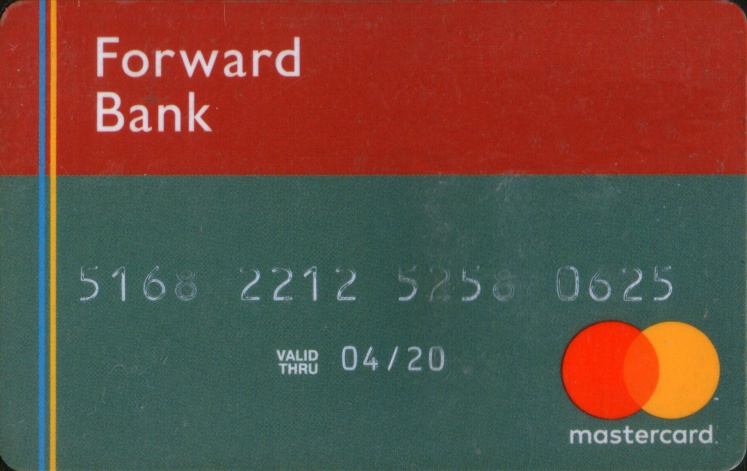 Forward
Bank
5168 2212 5258 0625
VALID
THRU 04/20
mastercard.